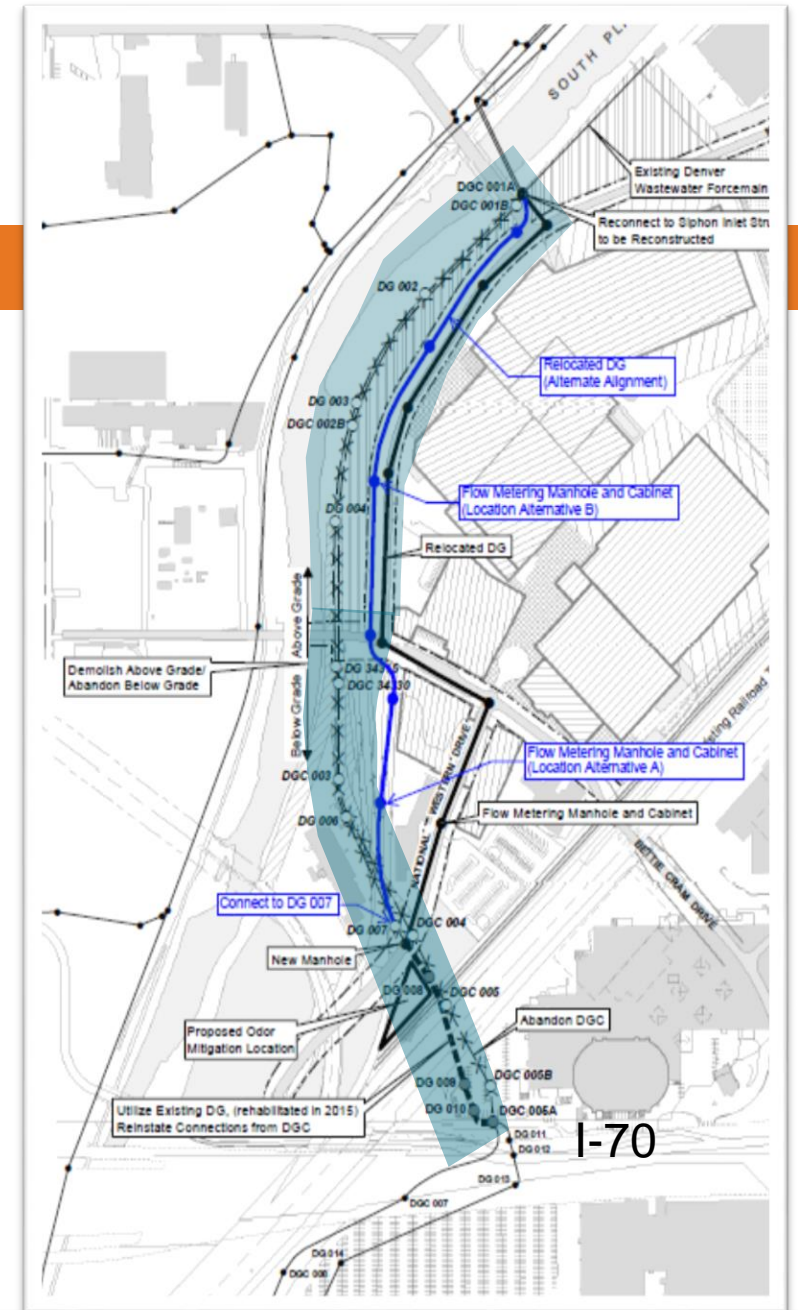 SOUTH PL
Existing Denver
Wastewater Forcemain
DGC 001A
DGC 001B
Reconnect to Siphon Inlet Stru
to be Reconstructed
DG 002
Relocated DG
(Alternate Alignment)
DG 003
DGC 002B
Flow Metering Manhole and Cabinet
(Location Alternative B)
DG 004
Relocated DG
Above Grade
Demolish Above Grade/
Abandon Below Grade
Below Grade
DGC 003
DG 006
Flow Metering Manhole and Cabinet
(Location Alternative A)
NATIONAL WESTERN DRIVE
Flow Metering Manhole and Cabinet
BETTIE CRAM DRIVE
Connect to DG 007
DG 007
DGC 004
New Manhole
DG 008
DGC 005
Proposed Odor
Mitigation Location
Abandon DGC
DGC 005B
DG 009
DG 010
DGC 005A
Utilize Existing DG, (rehabilitated in 2015)
Reinstate Connections from DGC
DG 011
I-70
DG 012
DG 013
DGC 007
DG 014